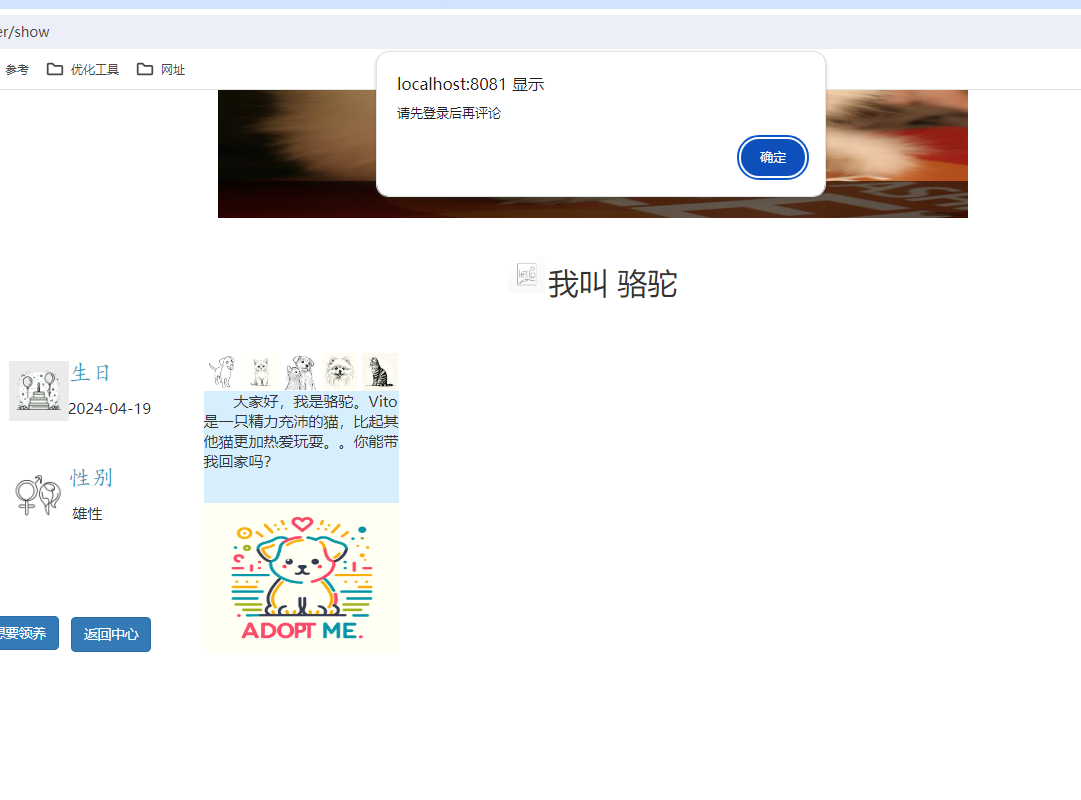 er/show
参考 优化工具 网址
localhost:8081 显示
请先登录后再评论
确定
我叫 骆驼
生日
2024-04-19
性别
雄性
想要领养 返回中心
大家好，我是骆驼。Vito
是一只精力充沛的猫，比起其
他猫更加热爱玩耍。。你能带
我回家吗？
ADOPT ME.